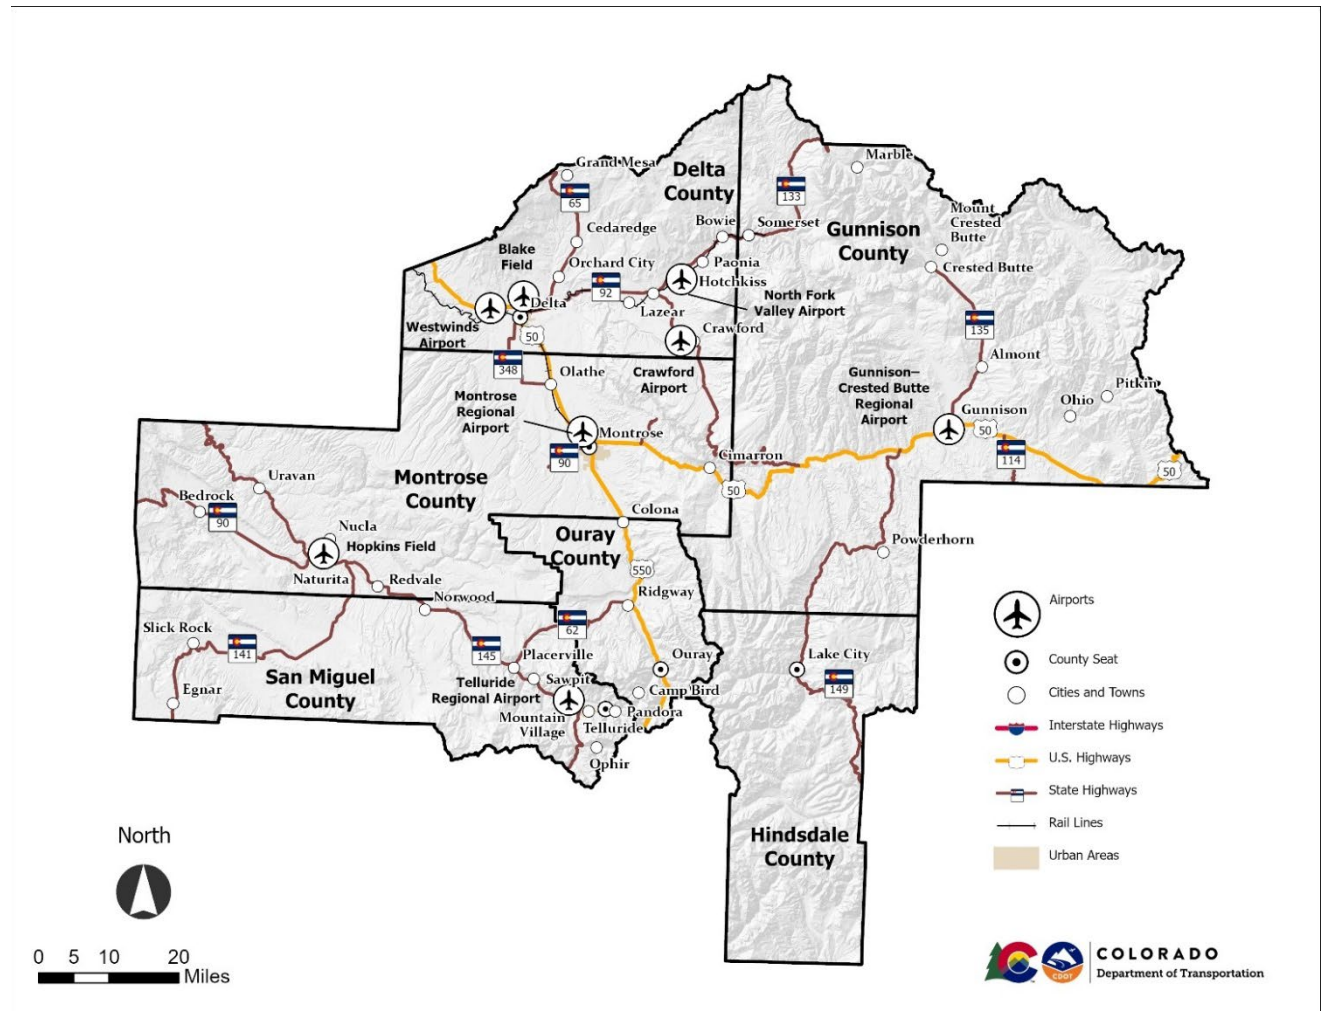 Marble
Grand Mesa
Delta
County
65
133
Mount
Crested
Butte
Bowie
Somerset
Gunnison
County
Cedaredge
Blake
Field
Orchard City
Paonia
Crested Butte
Hotchkiss
92
North Fork
Valley Airport
Delta
Lazear
Westwinds
Airport
50
Crawford
135
348
Olathe
Crawford
Airport
Almont
Gunnison–
Crested Butte
Regional
Airport
Pitkin
Ohio
Montrose
Regional
Airport
Gunnison
50
Montrose
90
114
Cimarron
50
50
Montrose
County
Uravan
Bedrock
90
Colona
Nucla
Hopkins Field
Ouray
County
Powderhorn
550
Naturita
Redvale
Ridgway
Norwood
62
Slick Rock
141
145
Placerville
Ouray
Lake City
San Miguel
County
Telluride
Regional Airport
Sawpit
149
Egnar
Camp Bird
Mountain
Village
Pandora
Telluride
Ophir
Hindsdale
County
Airports
County Seat
Cities and Towns
Interstate Highways
U.S. Highways
State Highways
Rail Lines
Urban Areas
North
0 5 10 20
Miles
CDOT
COLORADO
Department of Transportation